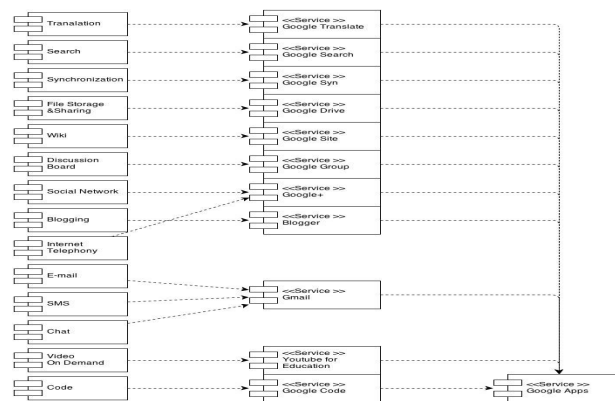 Tranlation
Search
Synchronization
File Storage
&Sharing
Wiki
Discussion
Board
Social Network
Blogging
Internet
Telephony
E-mail
SMS
Chat
Video
On Demand
Code
<<Service >>
Google Translate
<<Service >>
Google Search
<<Service >>
Google Syn
<<Service >>
Google Drive
<<Service >>
Google Site
<<Service >>
Google Group
<<Service >>
Google+
<<Service >>
Blogger
<<Service >>
Gmail
<<Service >>
Youtube for
Education
<<Service >>
Google Code
<<Service >>
Google Apps